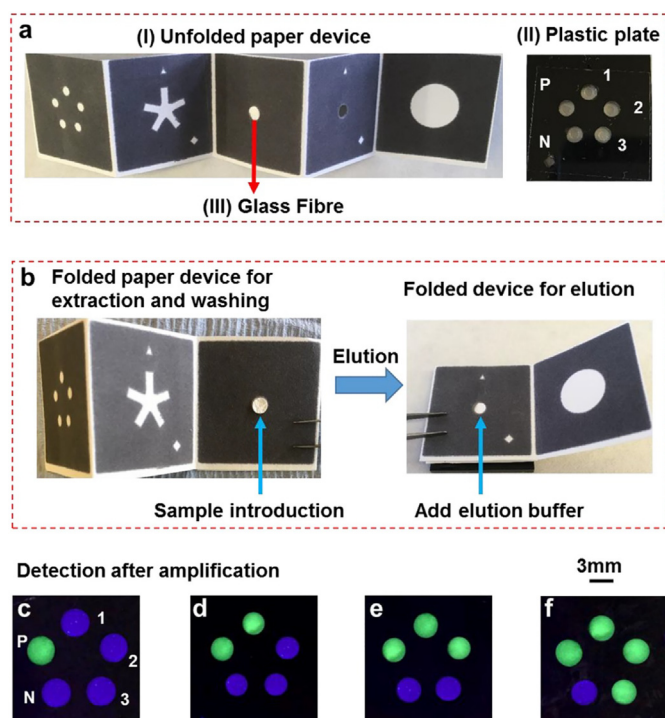 a
(I) Unfolded paper device
(II) Plastic plate
P
1
2
N
3
(III) Glass Fibre
b
Folded paper device for
extraction and washing
Folded device for elution
Elution
Sample introduction
Add elution buffer
Detection after amplification
3mm
c
1
P
2
N
3
d
e
f